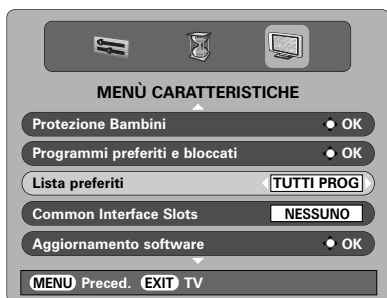 MENÙ CARATTERISTICHE
Protezione Bambini OK
Programmi preferiti e bloccati OK
Lista preferiti TUTTI PROG
Common Interface Slots NESSUNO
Aggiornamento software OK
MENU Preced. EXIT TV